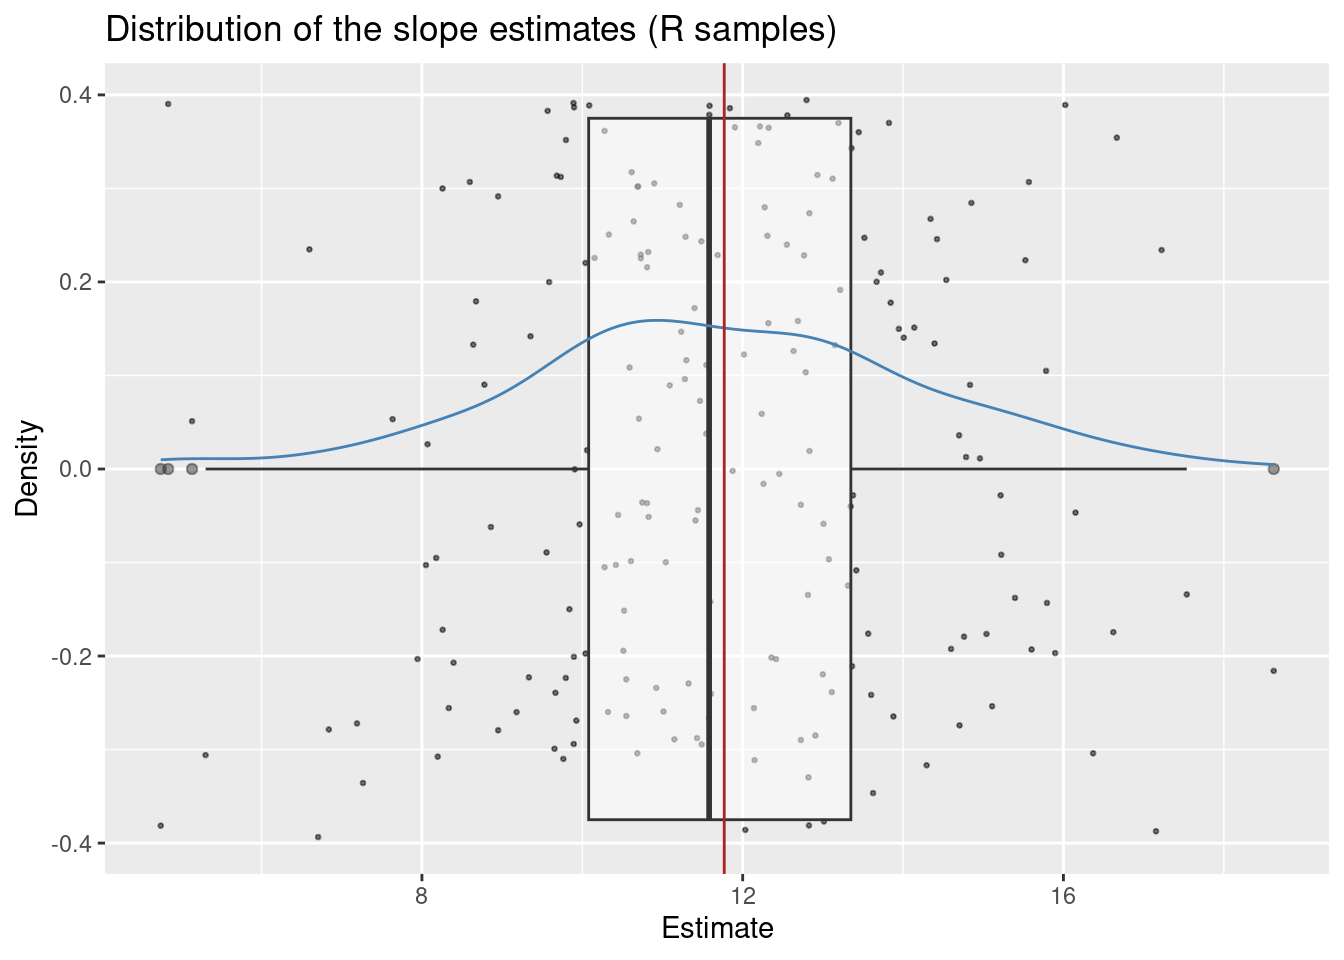 Distribution of the slope estimates (R samples)
0.4
0.2
0.0
-0.2
-0.4
Density
8 12 16
Estimate